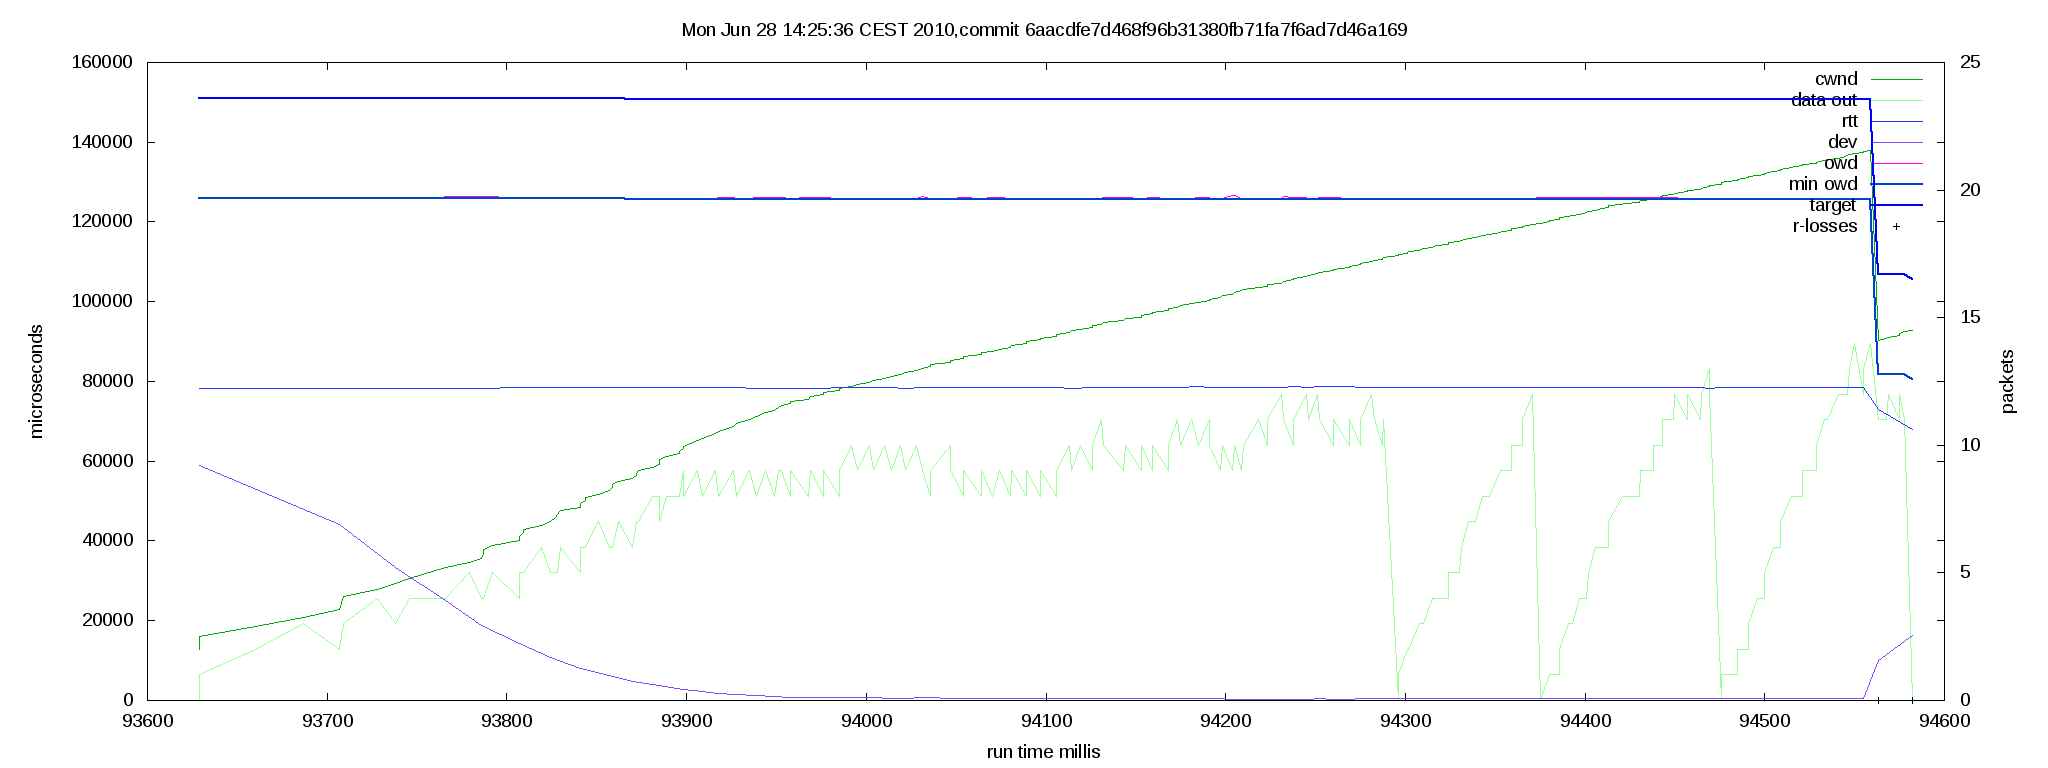 Mon Jun 28 14:25:36 CEST 2010,commit 6aacdfe7d468f96b31380fb71fa7f6ad7d46a169
160000
140000
120000
100000
80000
60000
40000
20000
0
microseconds
25
20
15
10
5
0
packets
cwnd
data out
rtt
dev
owd
min owd
target
r-losses
93600 93700 93800 93900 94000 94100 94200 94300 94400 94500 94600
run time millis